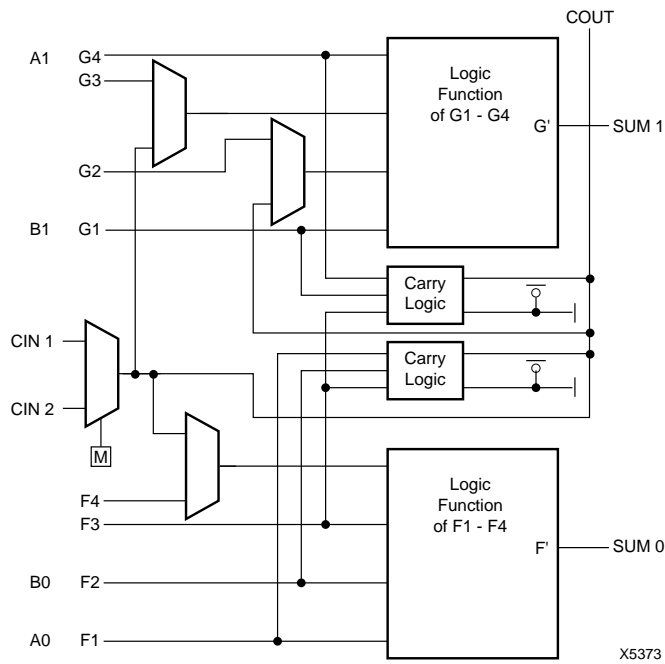 COUT
A1 G4
G3
Logic
Function
of G1 - G4
G'
SUM 1
G2
B1 G1
Carry
Logic
CIN 1
Carry
Logic
CIN 2
M
F4
F3
Logic
Function
of F1 - F4
F'
SUM 0
B0 F2
A0 F1
X5373